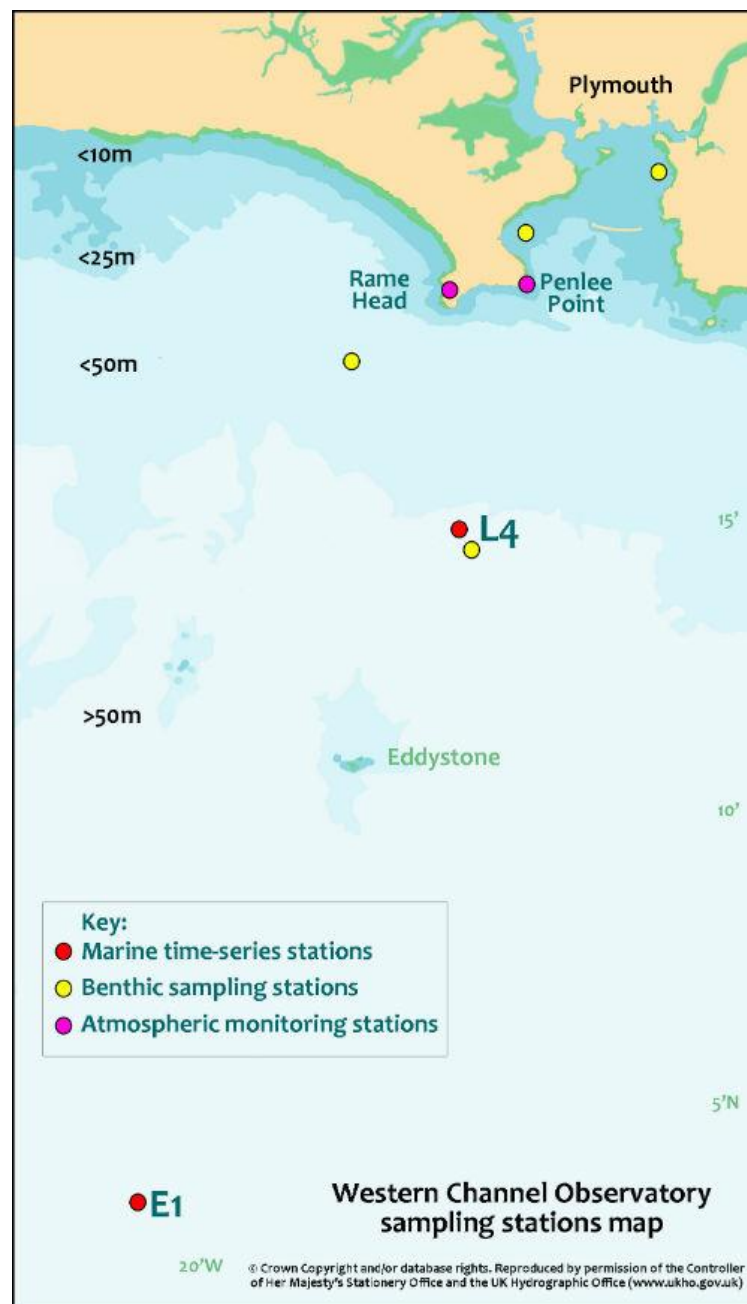 Plymouth
<10m
<25m
Rame
Head
Penlee
Point
<50m
15'
L4
>50m
Eddystone
10'
Key:
Marine time-series stations
Benthic sampling stations
Atmospheric monitoring stations
5'N
E1
Western Channel Observatory
sampling stations map
20'W
© Crown Copyright and/or database rights. Reproduced by permission of the Controller
of Her Majesty's Stationery Office and the UK Hydrographic Office (www.ukho.gov.uk)